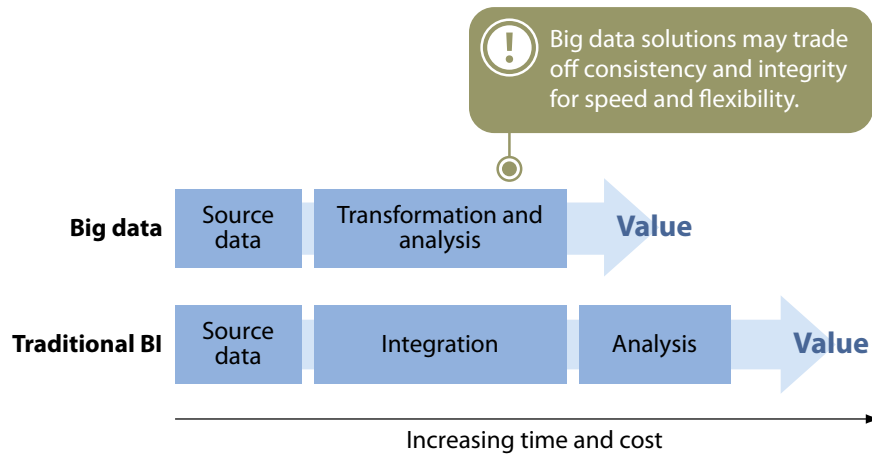 !
Big data solutions may trade
off consistency and integrity
for speed and flexibility.
Big data
Source
data
Transformation and
analysis
Value
Traditional BI
Source
data
Integration
Analysis
Value
Increasing time and cost